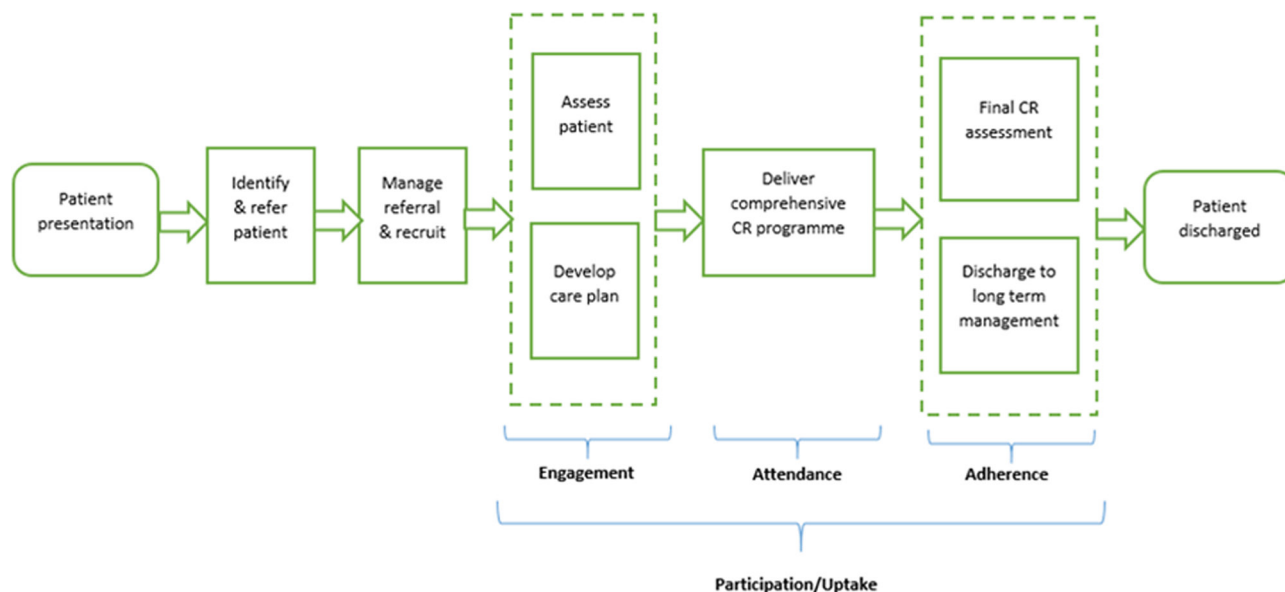 Patient
presentation
Identify
& refer
patient
Manage
referral
& recruit
Assess
patient
Develop
care plan
Deliver
comprehensive
CR programme
Final CR
assessment
Discharge to
long term
management
Patient
discharged
Engagement
Attendance
Adherence
Participation/Uptake